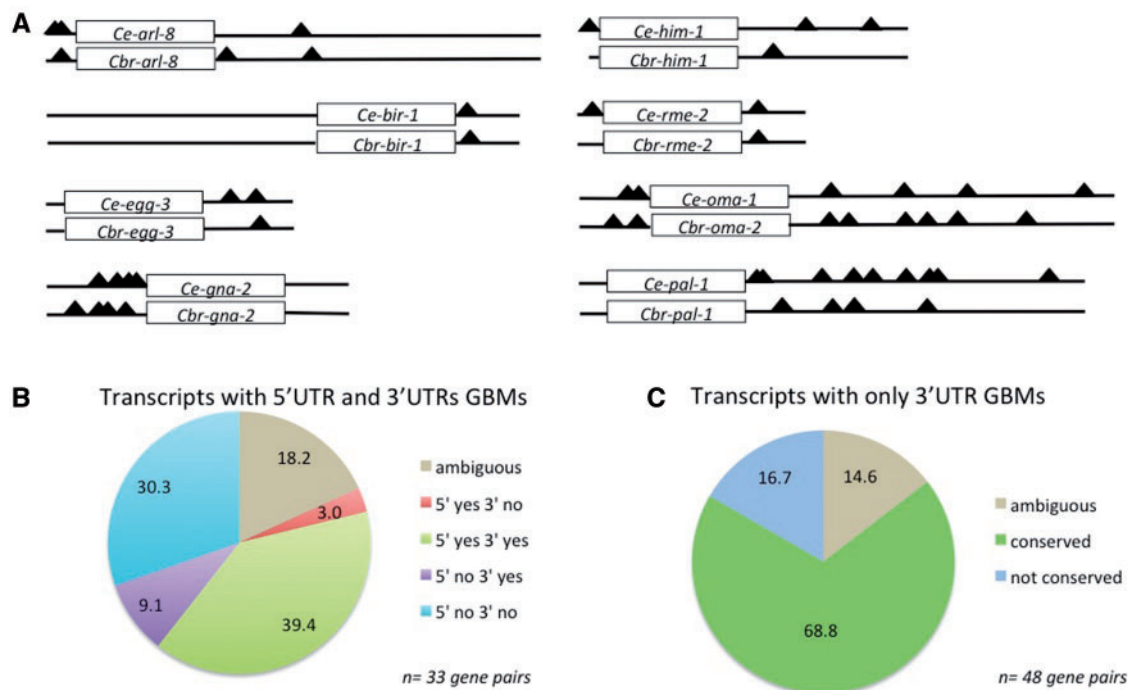 A
Ce-arl-8
Cbr-arl-8
Ce-bir-1
Cbr-bir-1
Ce-egg-3
Cbr-egg-3
Ce-gna-2
Cbr-gna-2
Ce-him-1
Cbr-him-1
Ce-rme-2
Cbr-rme-2
Ce-oma-1
Cbr-oma-2
Ce-pal-1
Cbr-pal-1
B
Transcripts with 5'UTR and 3'UTRs GBMs
18.2
3.0
39.4
9.1
30.3
ambiguous
5' yes 3' no
5' yes 3' yes
5' no 3' yes
5' no 3' no
n= 33 gene pairs
C
Transcripts with only 3'UTR GBMs
16.7
14.6
68.8
ambiguous
conserved
not conserved
n= 48 gene pairs